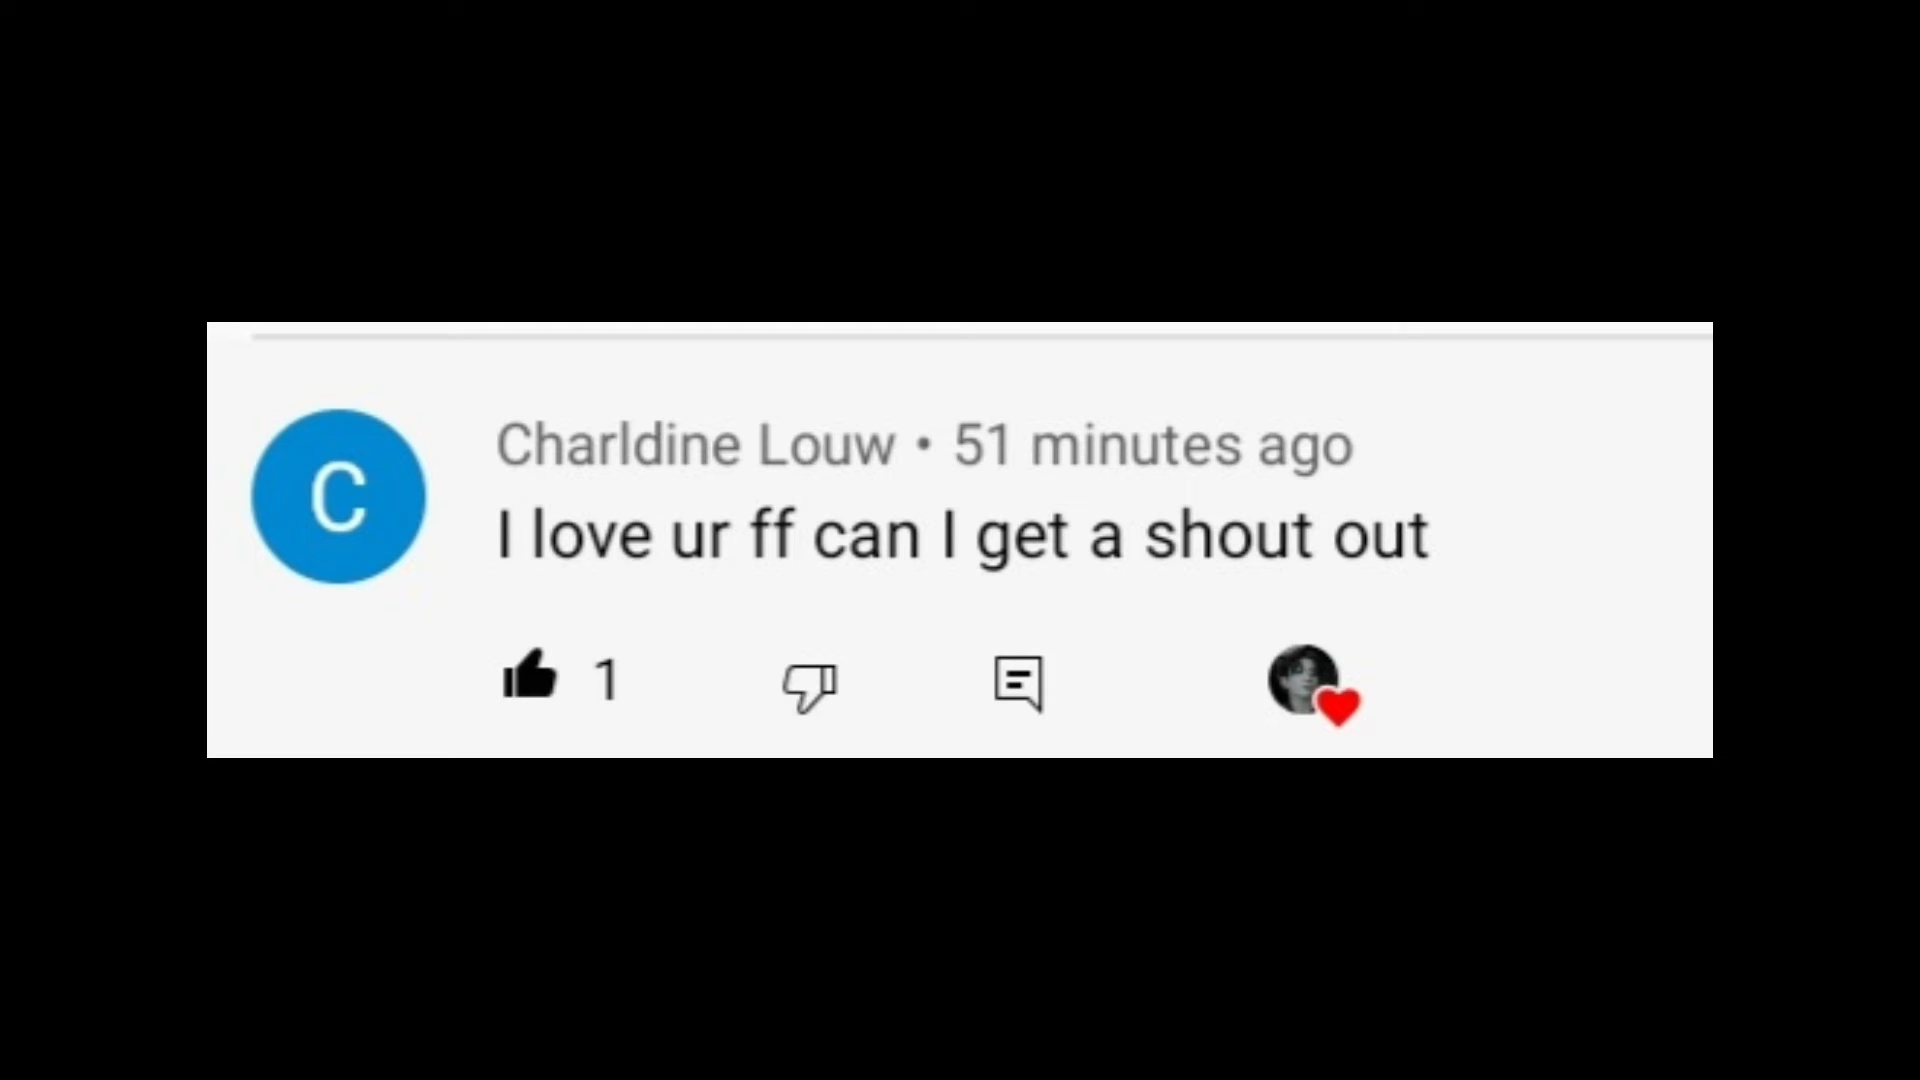 C
Charldine Louw • 51 minutes ago
I love ur ff can I get a shout out
1